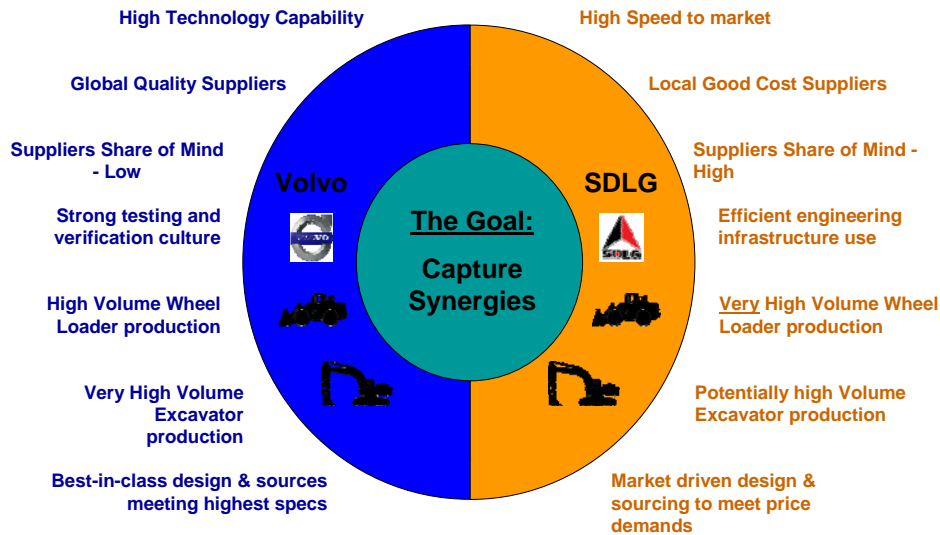 High Technology Capability
High Speed to market
Global Quality Suppliers
Local Good Cost Suppliers
Suppliers Share of Mind
- Low
Suppliers Share of Mind -
High
Volvo
SDLG
Strong testing and
verification culture
VOLVO
The Goal:
Capture
Synergies
SDLG
Efficient engineering
infrastructure use
High Volume Wheel
Loader production
Very High Volume Wheel
Loader production
Very High Volume
Excavator
production
Potentially high Volume
Excavator production
Best-in-class design & sources
meeting highest specs
Market driven design &
sourcing to meet price
demands